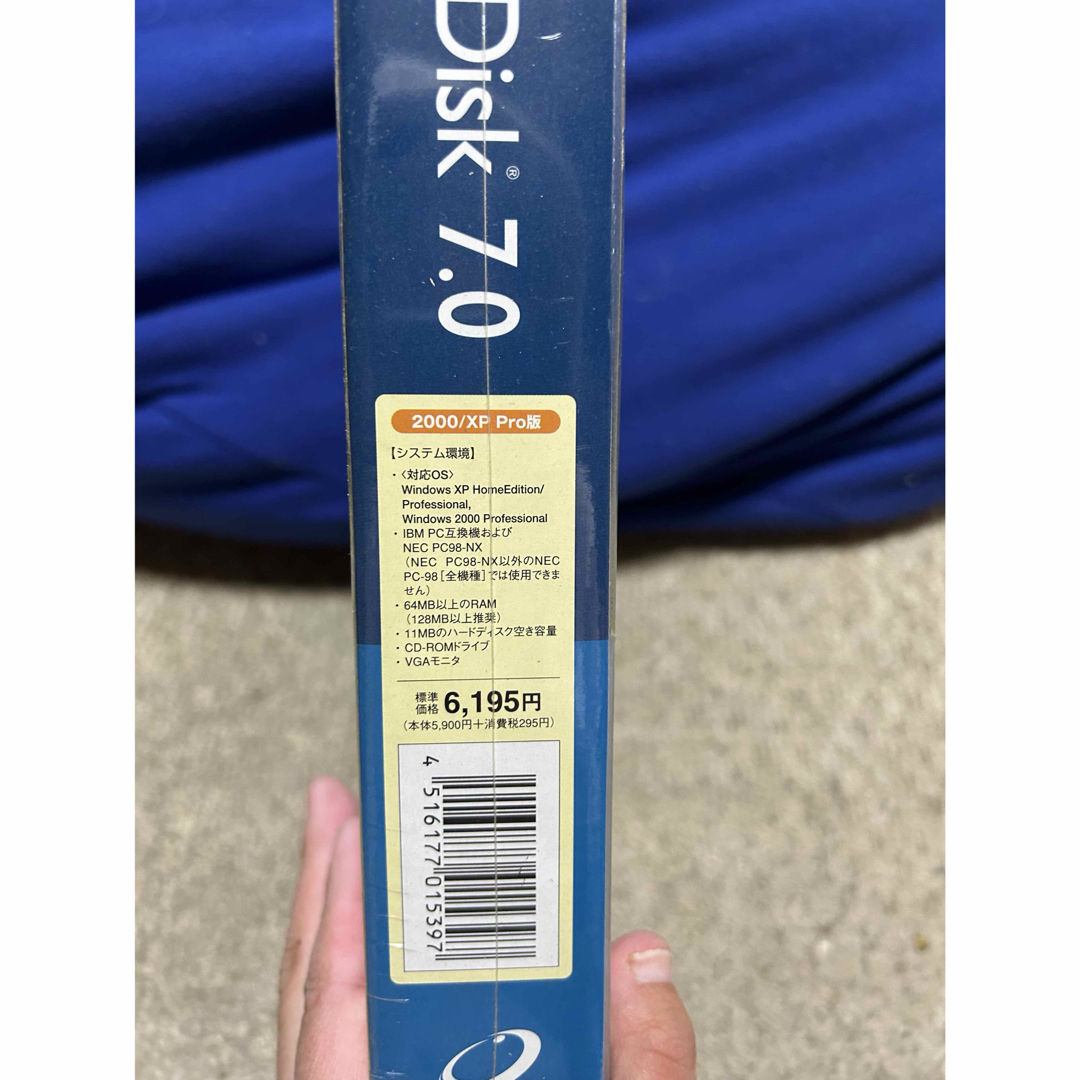 Disk® 7.0
2000/XP Pro版
【システム環境】
・〈対応OS〉
Windows XP HomeEdition/
Professional,
Windows 2000 Professional
・IBM PC互換機および
NEC PC98-NX
（NEC PC98-NX以外のNEC
PC-98［全機種］では使用できま
せん）
・64MB以上のRAM
（128MB以上推奨）
・11MBのハードディスク空き容量
・CD-ROMドライブ
・VGAモニタ
標準
価格 6,195円
（本体5,900円＋消費税295円）
4 516177 015397